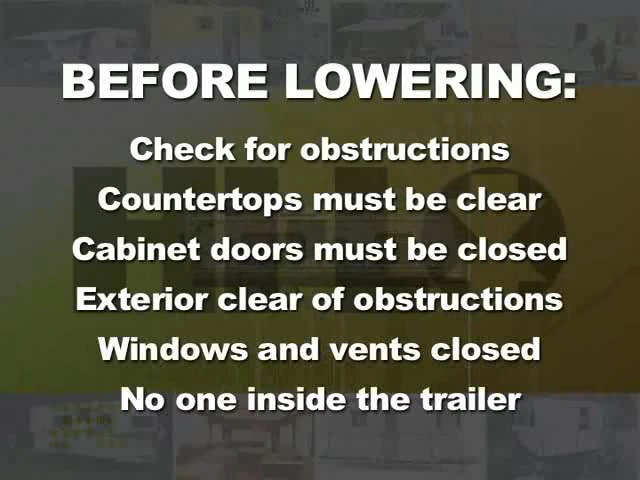 BEFORE LOWERING:
Check for obstructions
Countertops must be clear
Cabinet doors must be closed
Exterior clear of obstructions
Windows and vents closed
No one inside the trailer